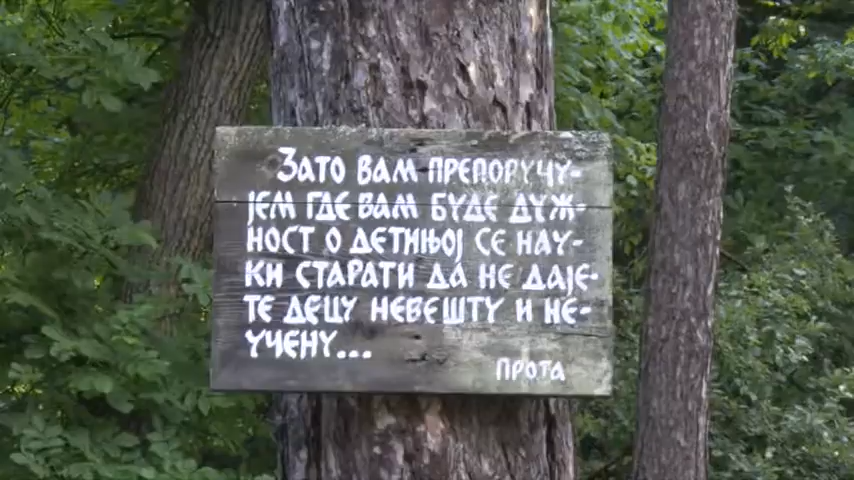 Зато вам препоручу-
јем где вам буде дуж-
ност о детињој се нау-
ки старати да не даје-
те децу невешту и не-
учену...
Прота